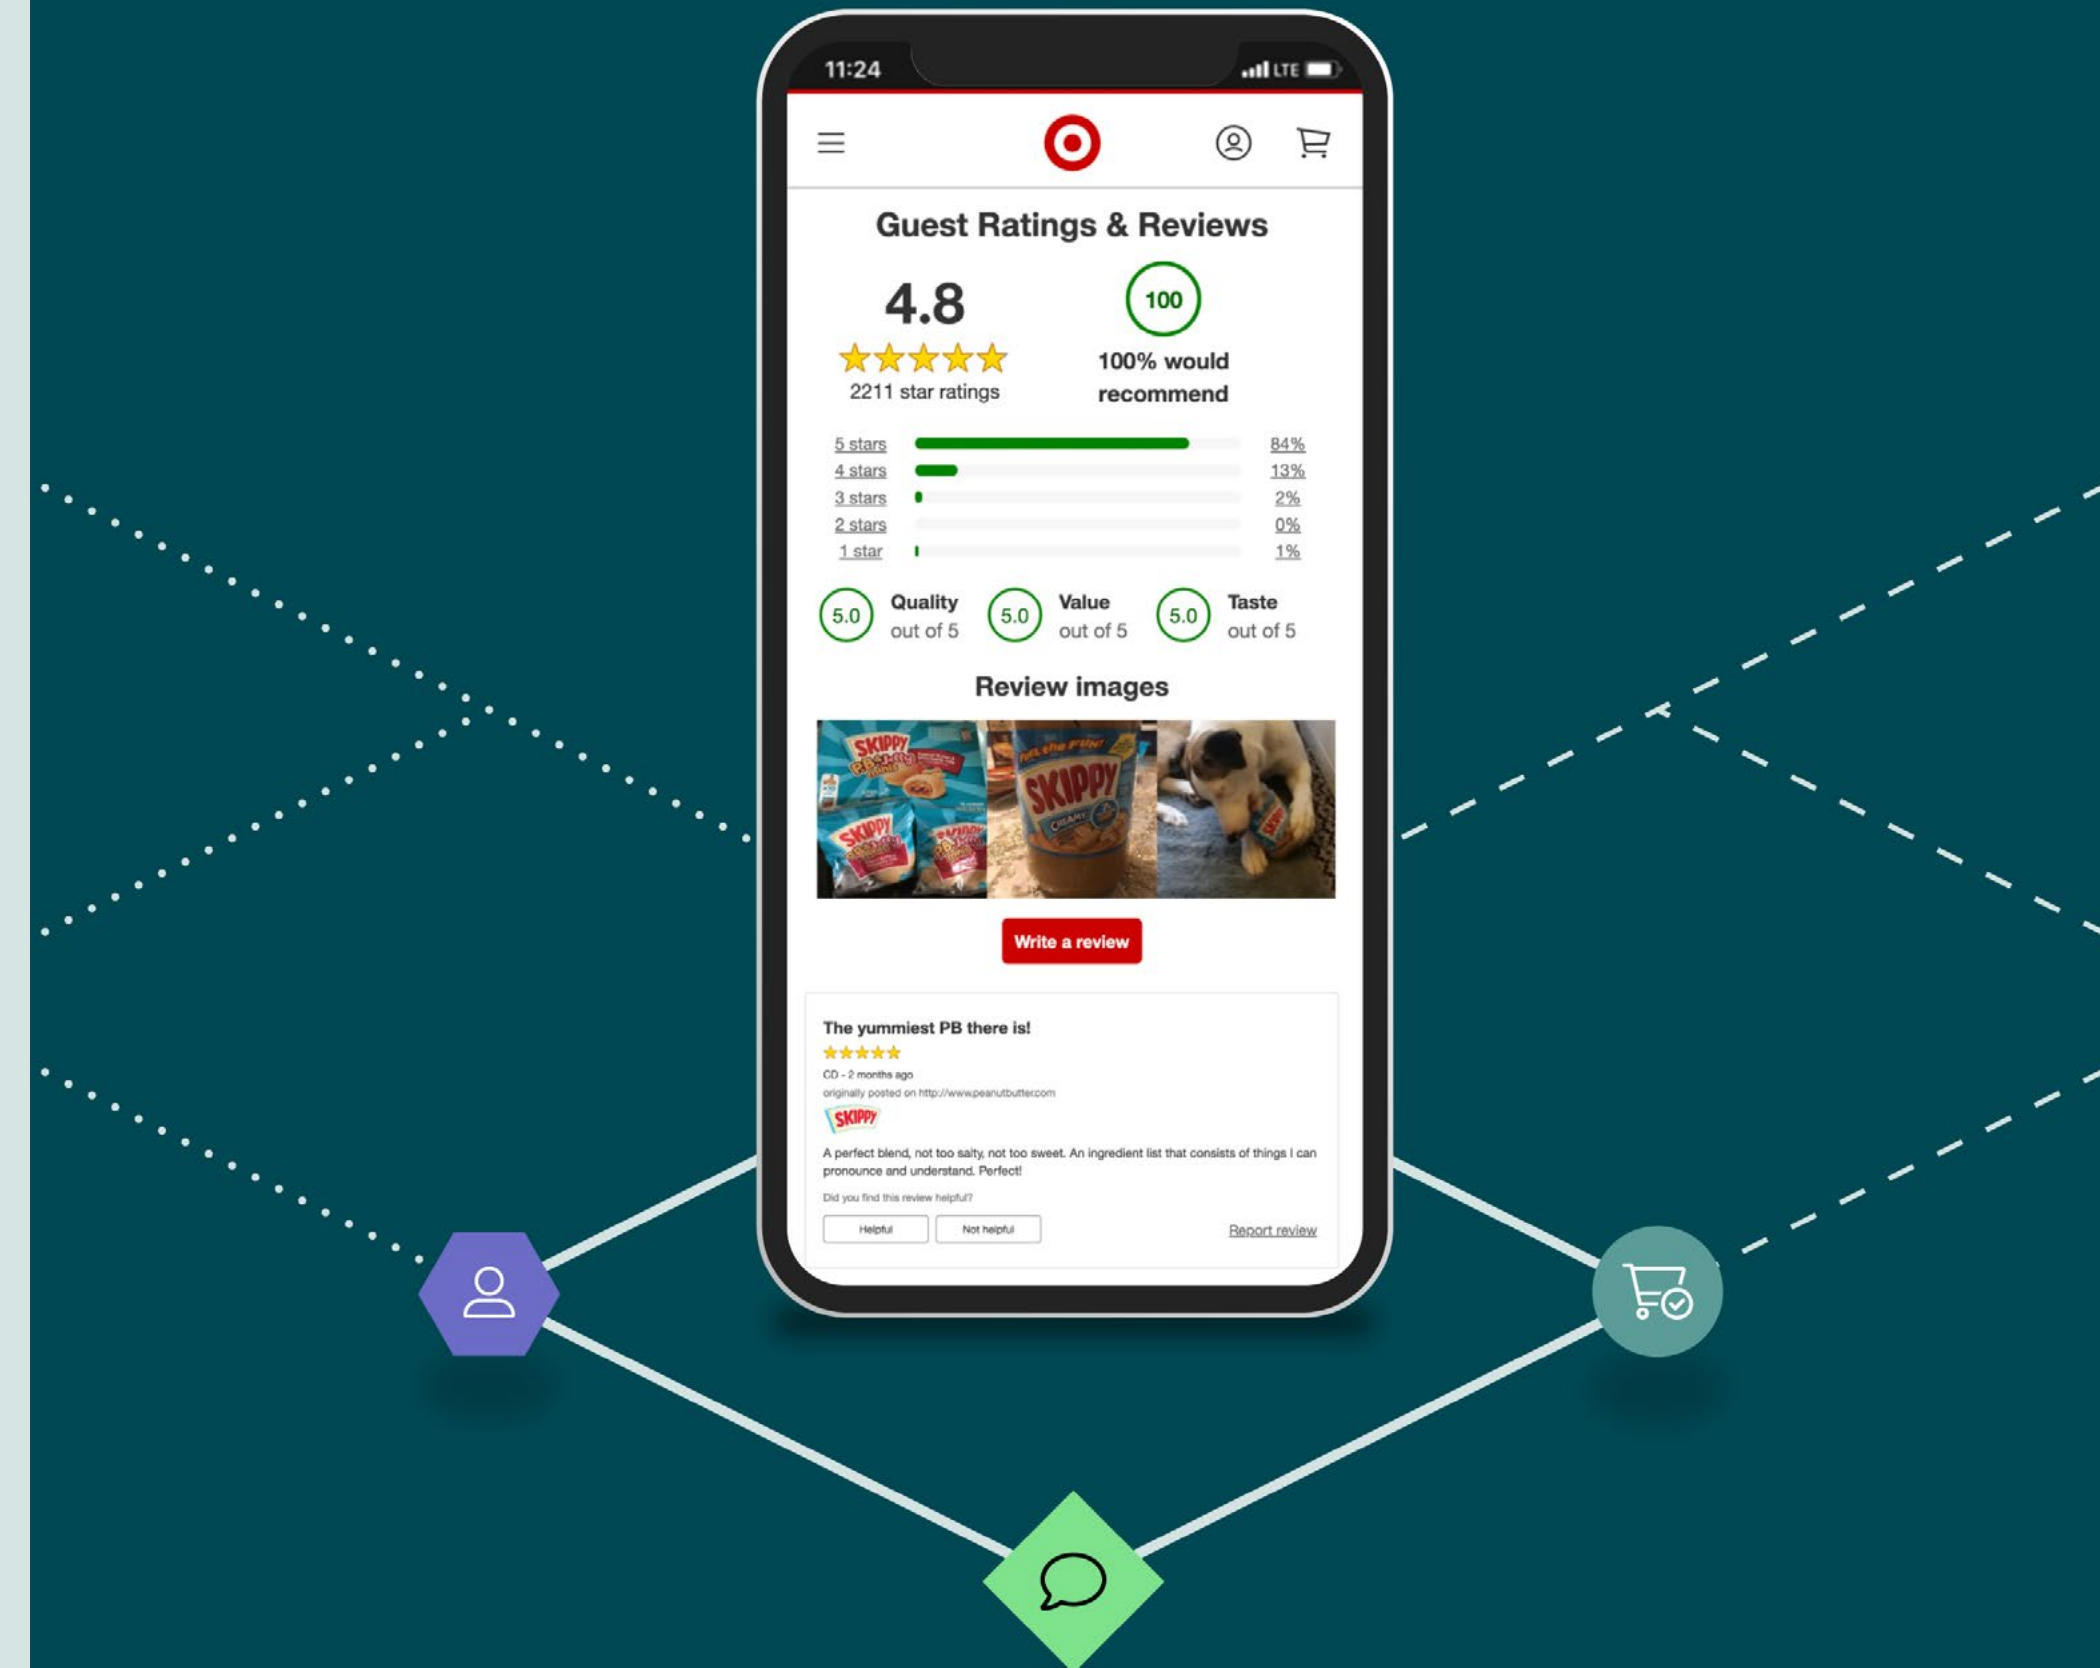 11:24
LTE
Guest Ratings & Reviews
4.8
100
2211 star ratings
100% would
recommend
5 stars 84%
4 stars 13%
3 stars 2%
2 stars 0%
1 star 1%
5.0 Quality out of 5
5.0 Value out of 5
5.0 Taste out of 5
Review images
SKIPPY
SKIPPY
SKIPPY
CREAMY
Write a review
The yummiest PB there is!
CD - 2 months ago
originally posted on http://www.peanutbutter.com
SKIPPY
A perfect blend, not too salty, not too sweet. An ingredient list that consists of things I can
pronounce and understand. Perfect!
Did you find this review helpful?
Helpful
Not helpful
Report review